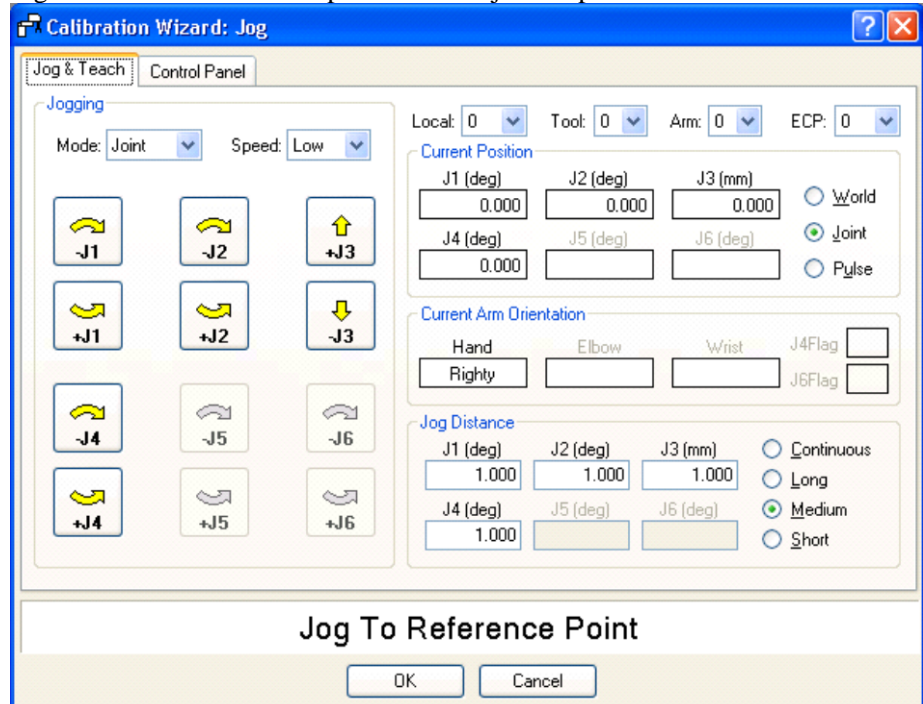 Calibration Wizard: Jog
Jog & Teach Control Panel
Jogging
Mode: Joint Speed: Low
-J1 -J2 +J3
+J1 +J2 -J3
-J4 -J5 -J6
+J4 +J5 +J6
Local: 0 Tool: 0 Arm: 0 ECP: 0
Current Position
J1 (deg) J2 (deg) J3 (mm)
0.000 0.000 0.000
J4 (deg) J5 (deg) J6 (deg)
0.000
World
Joint
Pulse
Current Arm Orientation
Hand Elbow Wrist
Righty
J4Flag
J6Flag
Jog Distance
J1 (deg) J2 (deg) J3 (mm)
1.000 1.000 1.000
J4 (deg) J5 (deg) J6 (deg)
1.000
Continuous
Long
Medium
Short
Jog To Reference Point
OK Cancel